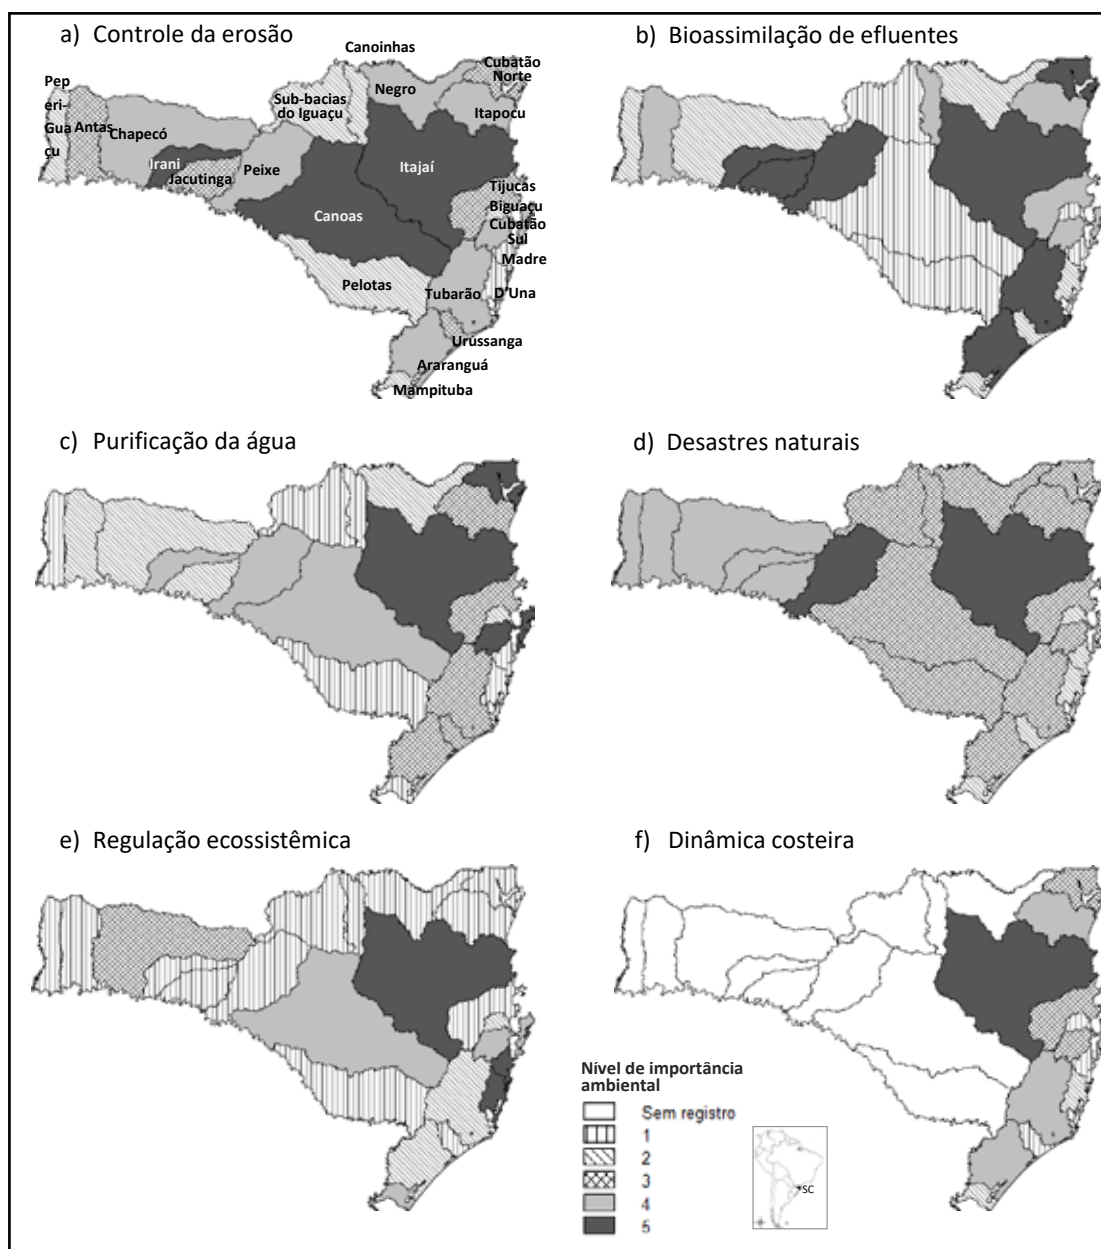 a) Controle da erosão
b) Bioassimilação de efluentes
Canoinhas
Cubatão
Norte
Pep
eri-
Gua
çu
Negro
Sub-bacias
do Iguaçu
Itapocu
Antas
Chapecó
Irani
Jacutinga
Peixe
Itajaí
Tijucas
Biguaçu
Canoas
Cubatão
Sul
Madre
Pelotas
Tubarão
D'Una
Urussanga
Araranguá
Mampituba
c) Purificação da água
d) Desastres naturais
e) Regulação ecossistêmica
f) Dinâmica costeira
Nível de importância
ambiental
Sem registro
1
2
3
4
5
SC